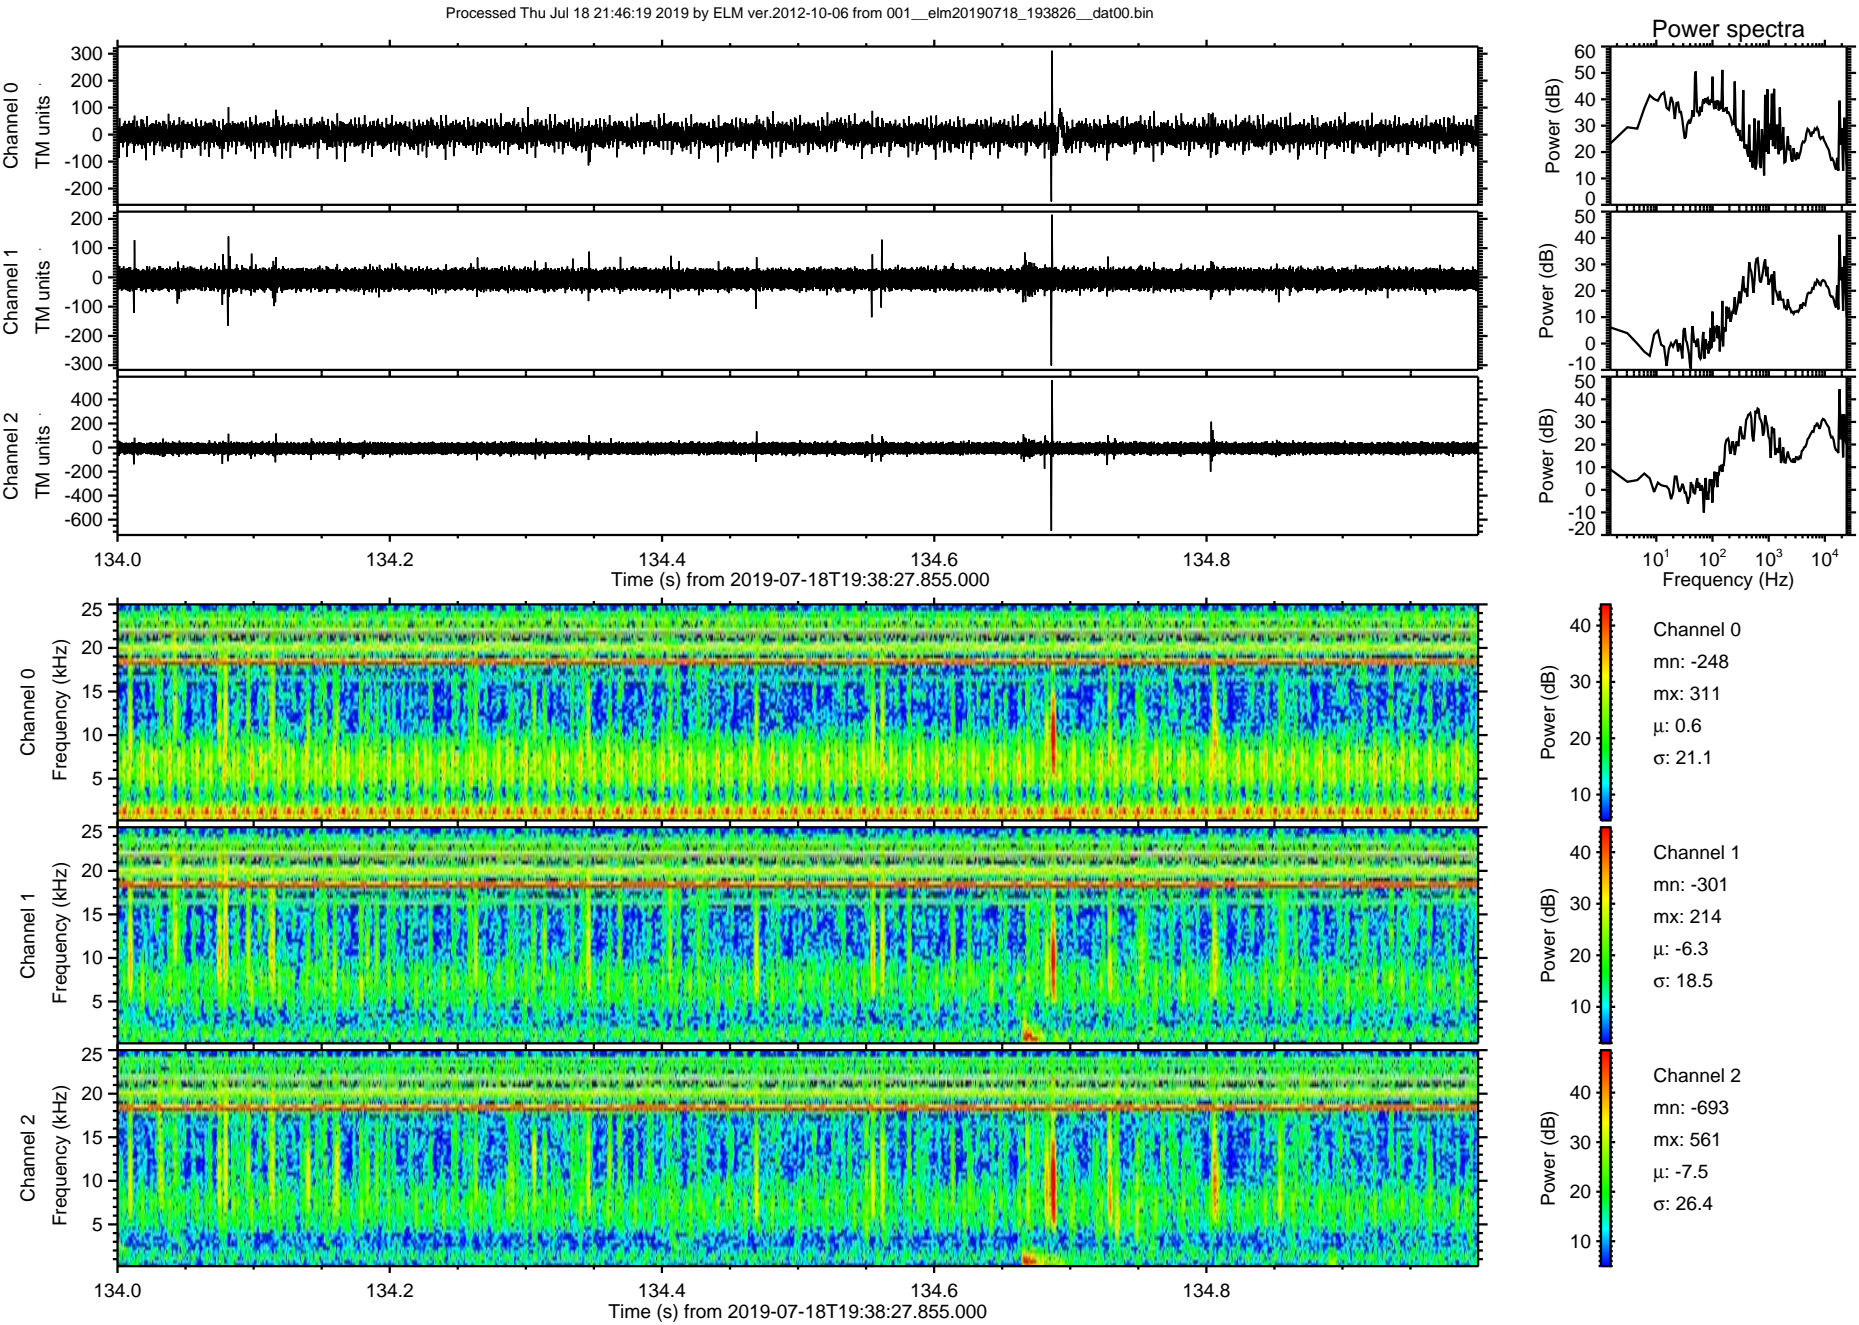 Processed Thu Jul 18 21:46:19 2019 by ELM ver.2012-10-06 from 001__elm20190718_193826__dat00.bin
Power spectra
Channel 0
TM units
300
200
100
0
-100
-200
Power (dB)
60
50
40
30
20
10
0
Channel 1
TM units
200
100
0
-100
-200
-300
Power (dB)
50
40
30
20
10
0
-10
Channel 2
TM units
400
200
0
-200
-400
-600
Power (dB)
50
40
30
20
10
0
-10
-20
134.0 134.2 134.4 134.6 134.8
Time (s) from 2019-07-18T19:38:27.855.000
10¹ 10² 10³ 10⁴
Frequency (Hz)
Channel 0
Frequency (kHz)
25
20
15
10
5
Power (dB)
40
30
20
10
Channel 0
mn: -248
mx: 311
μ: 0.6
σ: 21.1
Channel 1
Frequency (kHz)
25
20
15
10
5
Power (dB)
40
30
20
10
Channel 1
mn: -301
mx: 214
μ: -6.3
σ: 18.5
Channel 2
Frequency (kHz)
25
20
15
10
5
Power (dB)
40
30
20
10
Channel 2
mn: -693
mx: 561
μ: -7.5
σ: 26.4
134.0 134.2 134.4 134.6 134.8
Time (s) from 2019-07-18T19:38:27.855.000